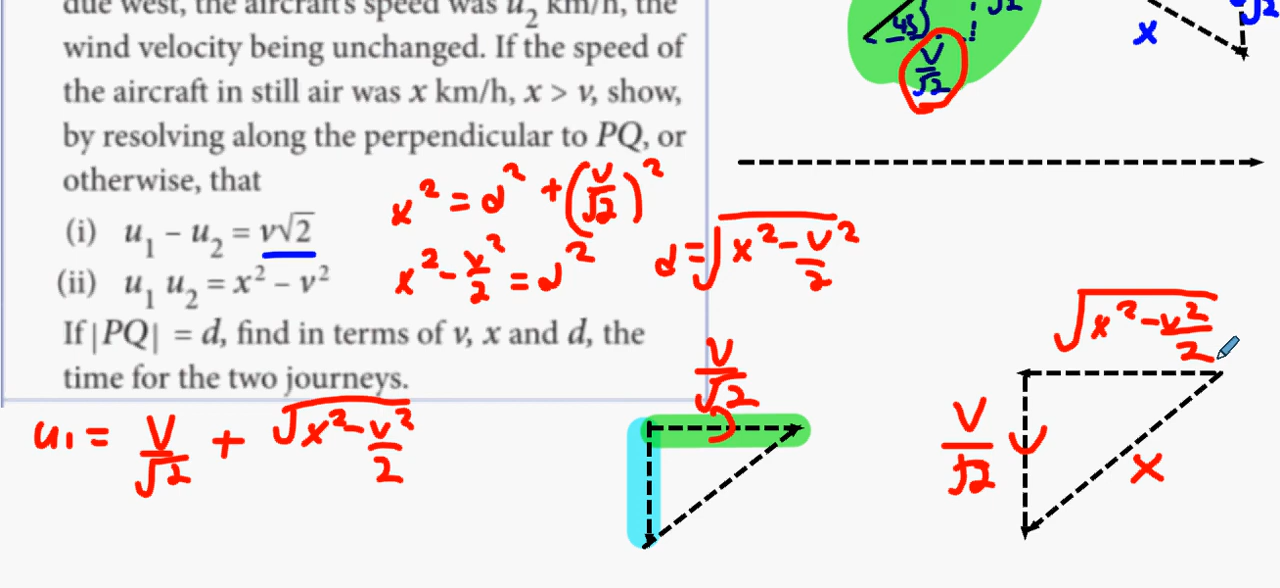 due west, the aircraft's speed was u₂ km/h, the
wind velocity being unchanged. If the speed of
the aircraft in still air was x km/h, x > v, show,
by resolving along the perpendicular to PQ, or
otherwise, that
(i) u₁ − u₂ = v√2
(ii) u₁ u₂ = x² − v²
If |PQ| = d, find in terms of v, x and d, the
time for the two journeys.
x² = d² + (v/√2)²
x² - v²/2 = d²
d = √(x² - v²/2)
u₁ = v/√2 + √(x² - v²/2)
45
√2
v/√2
x
√2
v/√2
√(x² - v²/2)
v/√2
x